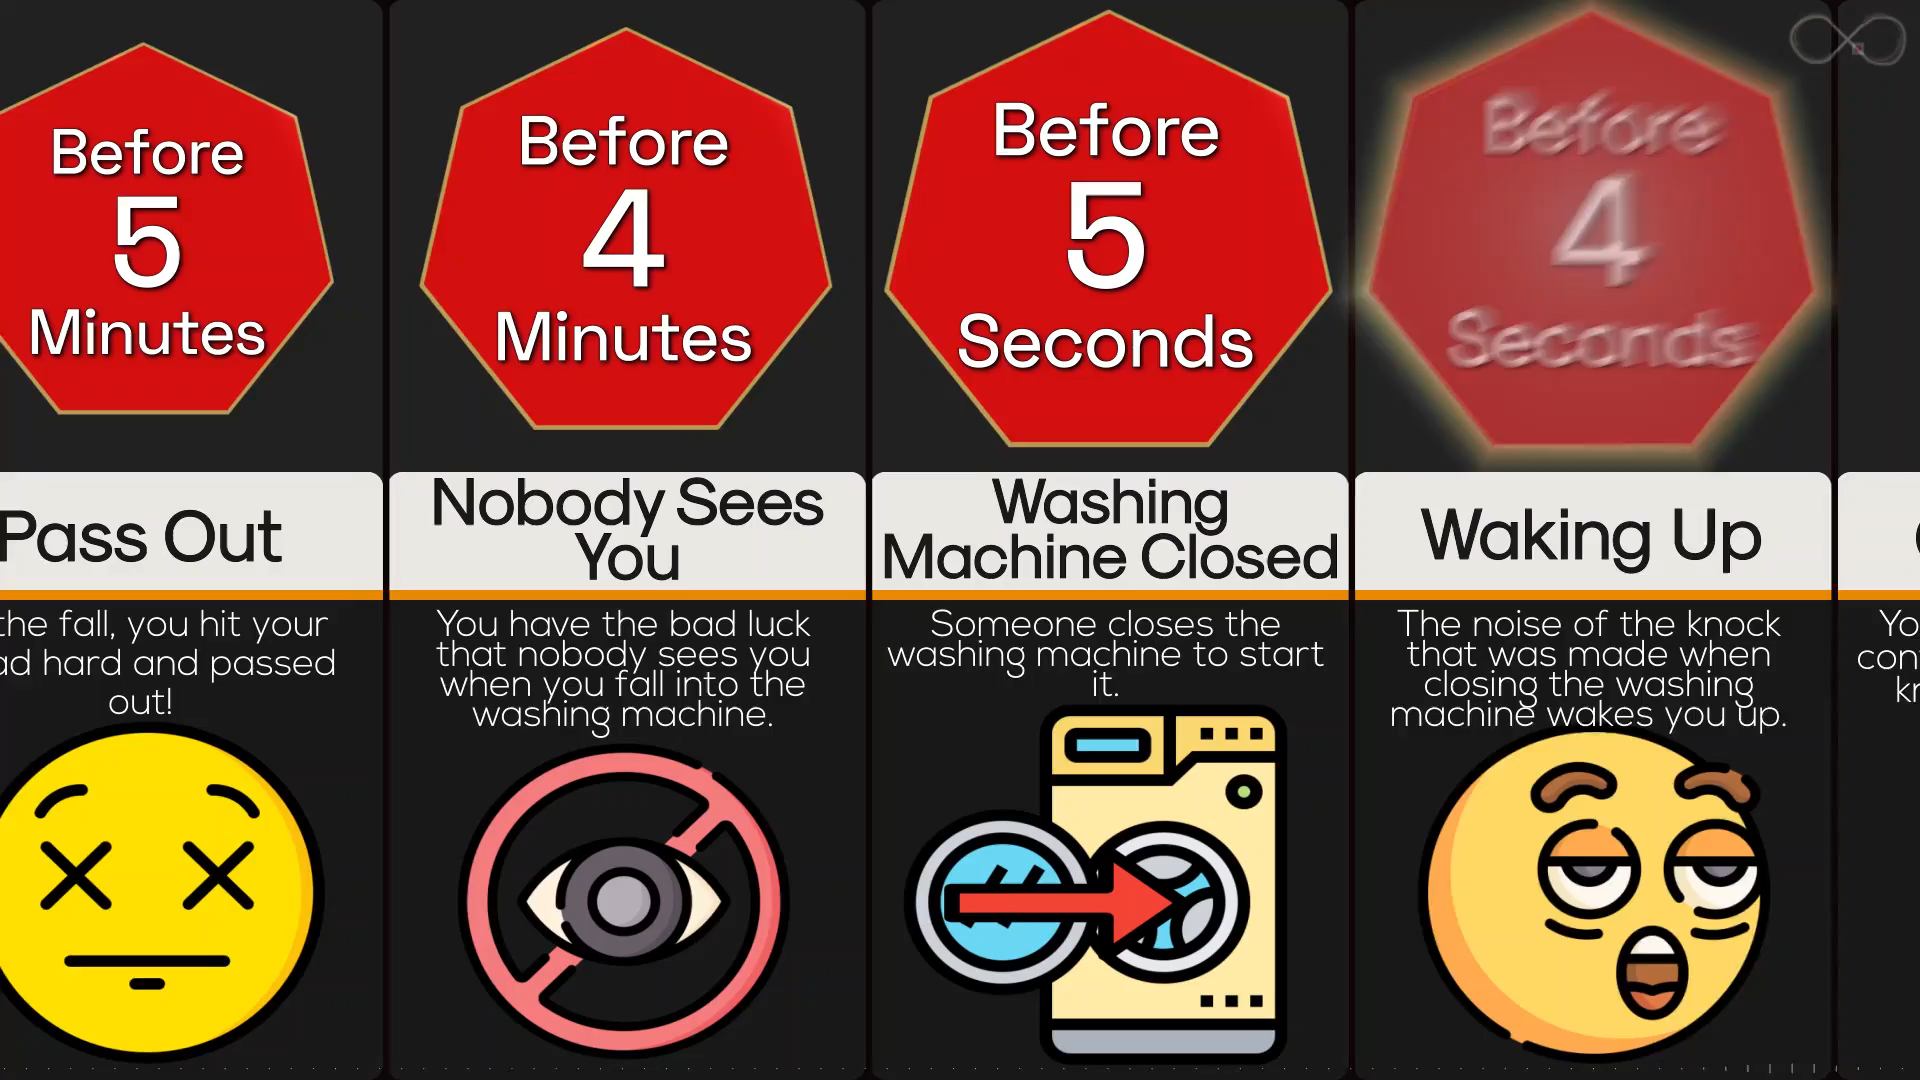 Before
5
Minutes
Pass Out
the fall, you hit your
ad hard and passed
out!
Before
4
Minutes
Nobody Sees
You
You have the bad luck
that nobody sees you
when you fall into the
washing machine.
Before
5
Seconds
Washing
Machine Closed
Someone closes the
washing machine to start
it.
Before
4
Seconds
Waking Up
The noise of the knock
that was made when
closing the washing
machine wakes you up.
Yo
con
kr